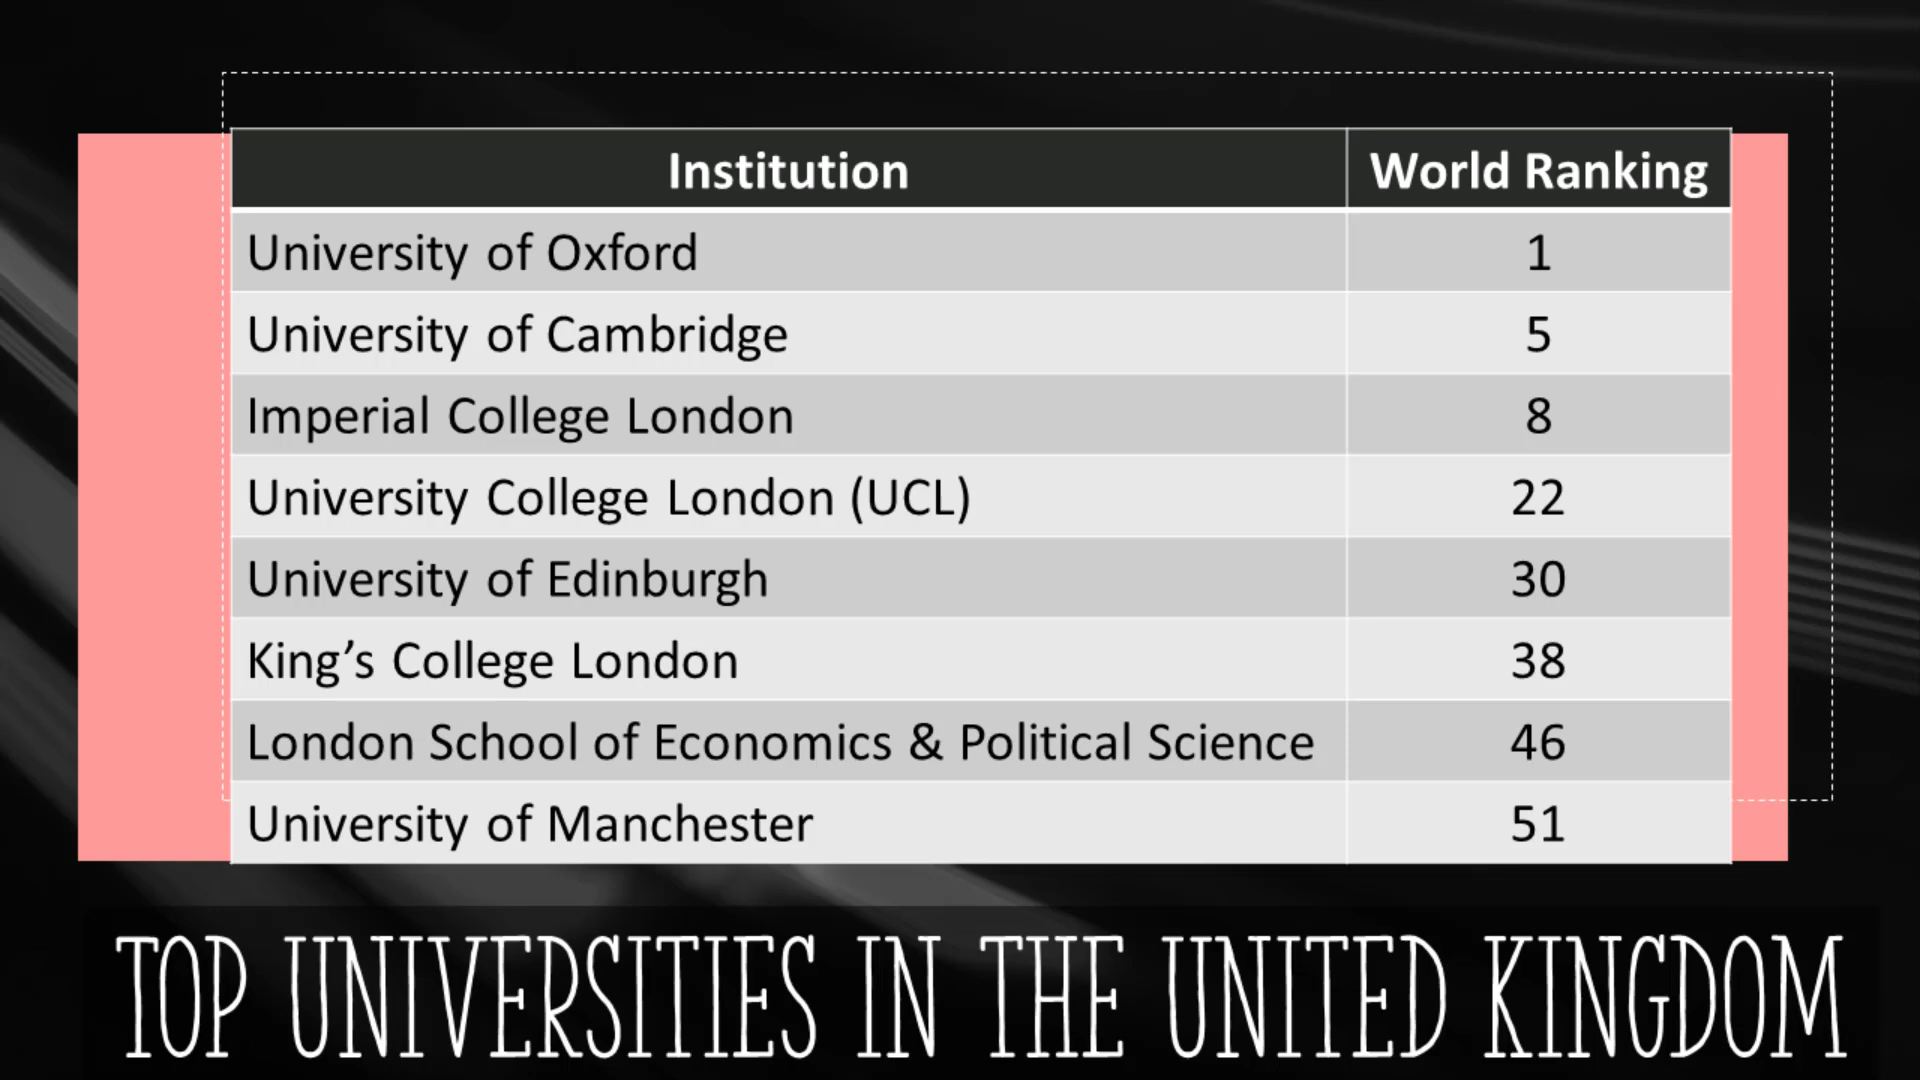 Institution World Ranking
University of Oxford 1
University of Cambridge 5
Imperial College London 8
University College London (UCL) 22
University of Edinburgh 30
King’s College London 38
London School of Economics & Political Science 46
University of Manchester 51
TOP UNIVERSITIES IN THE UNITED KINGDOM